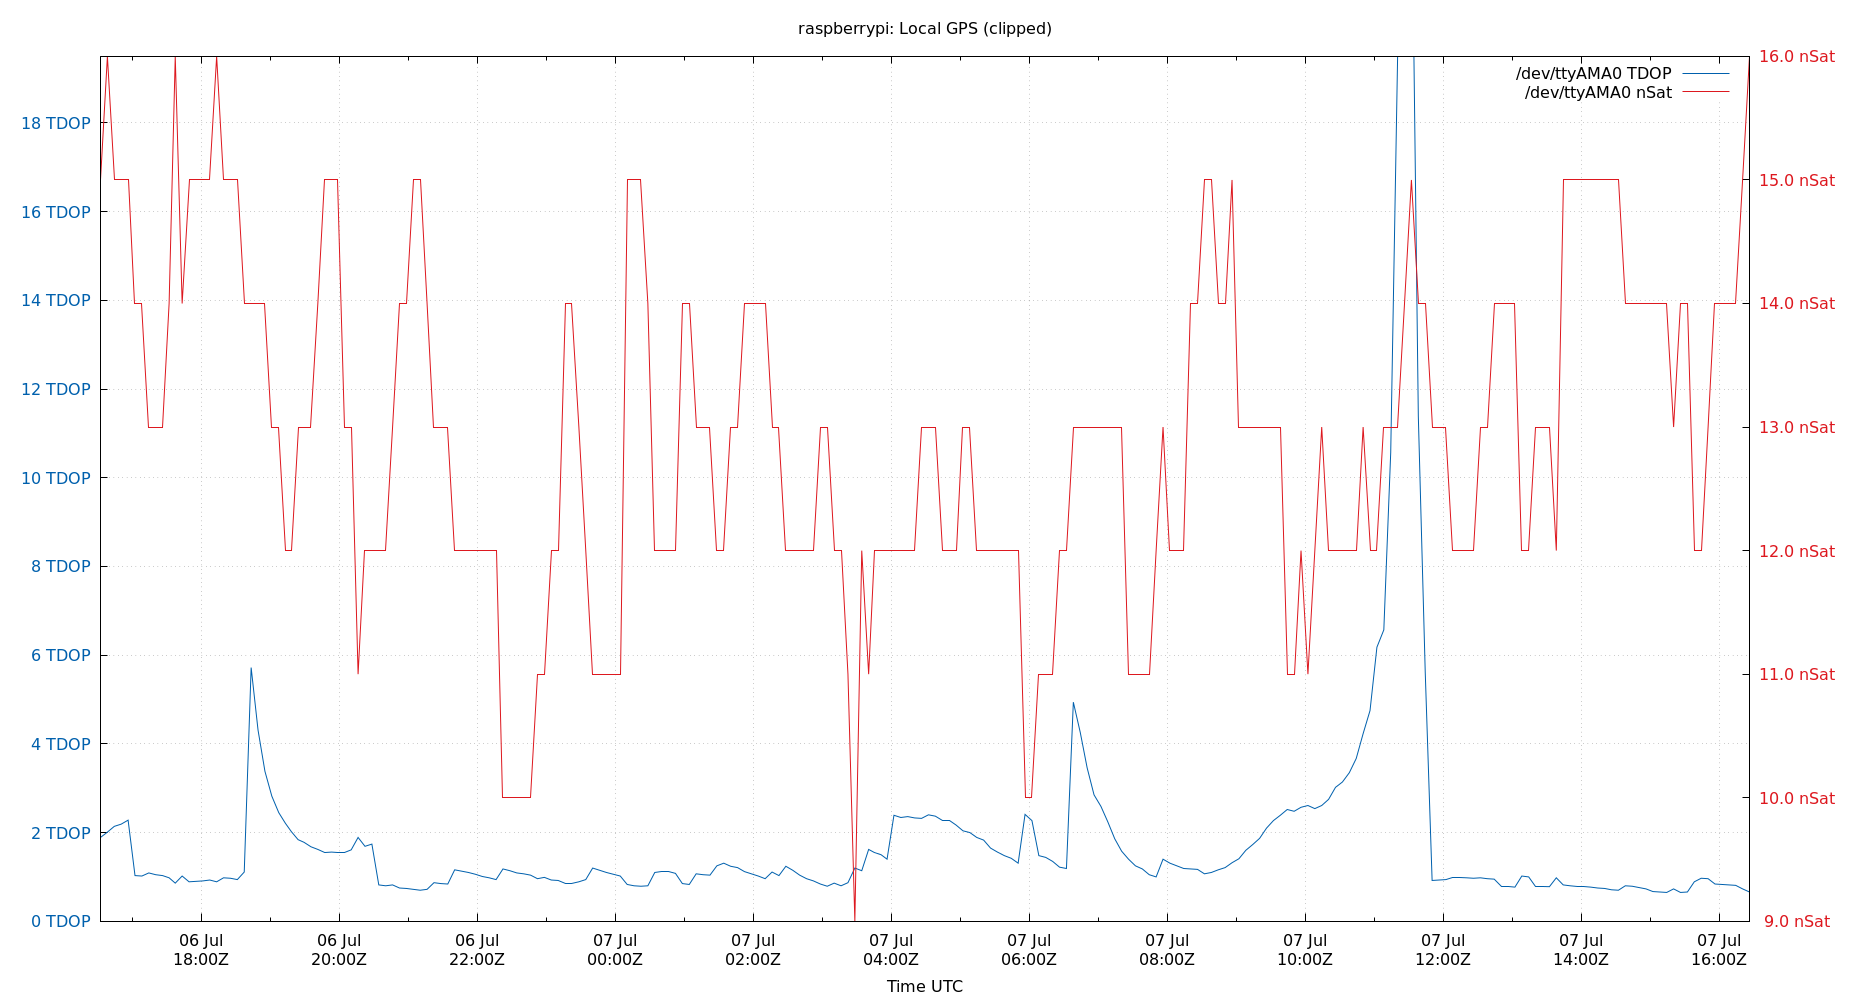 raspberrypi: Local GPS (clipped)
16.0 nSat
/dev/ttyAMA0 TDOP
/dev/ttyAMA0 nSat
18 TDOP
15.0 nSat
16 TDOP
14 TDOP
14.0 nSat
12 TDOP
13.0 nSat
10 TDOP
12.0 nSat
8 TDOP
11.0 nSat
6 TDOP
4 TDOP
10.0 nSat
2 TDOP
0 TDOP
9.0 nSat
06 Jul 06 Jul 06 Jul 07 Jul 07 Jul 07 Jul 07 Jul 07 Jul 07 Jul 07 Jul 07 Jul 07 Jul
18:00Z 20:00Z 22:00Z 00:00Z 02:00Z 04:00Z 06:00Z 08:00Z 10:00Z 12:00Z 14:00Z 16:00Z
Time UTC